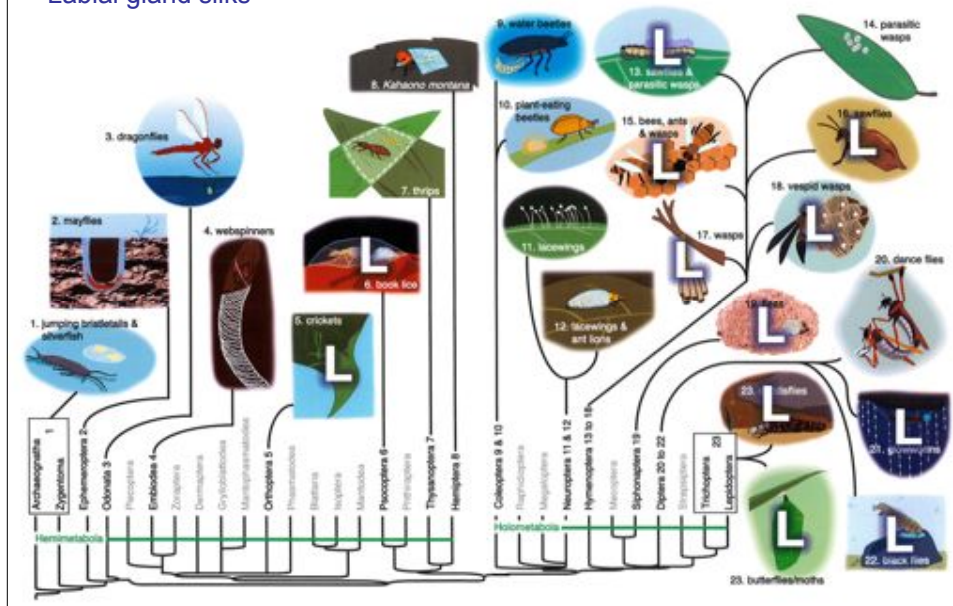 Labial gland silks
9. water beetles
14. parasitic
wasps
L
13. sawflies &
parasitic wasps
8. Kahaono montana
3. dragonflies
10. plant-eating
beetles
15. bees, ants
& wasps
L
16. sawflies
L
7. thrips
2. mayflies
4. webspinners
18. vespid wasps
L
11. lacewings
17. wasps
L
20. dance flies
L
6. book lice
12. lacewings &
ant lions
19. fleas
L
1. jumping bristletails &
silverfish
5. crickets
L
L
L
21. glowworms
L
23. butterflies/moths
L
22. black flies
Archaeognatha
Zygentoma
1
Ephemeroptera 2
Odonata 3
Plecoptera
Embiodea 4
Zoraptera
Dermaptera
Grylloblattodea
Mantophasmatodea
Orthoptera 5
Phasmatodea
Blattaria
Isoptera
Mantodea
Psocoptera 6
Phthiraptera
Thysanoptera 7
Hemiptera 8
Coleoptera 9 & 10
Raphidioptera
Megaloptera
Neuroptera 11 & 12
Hymenoptera 13 to 18
Mecoptera
Siphonaptera 19
Diptera 20 to 22
Strepsiptera
Trichoptera
Lepidoptera
23
Hemimetabola
Holometabola